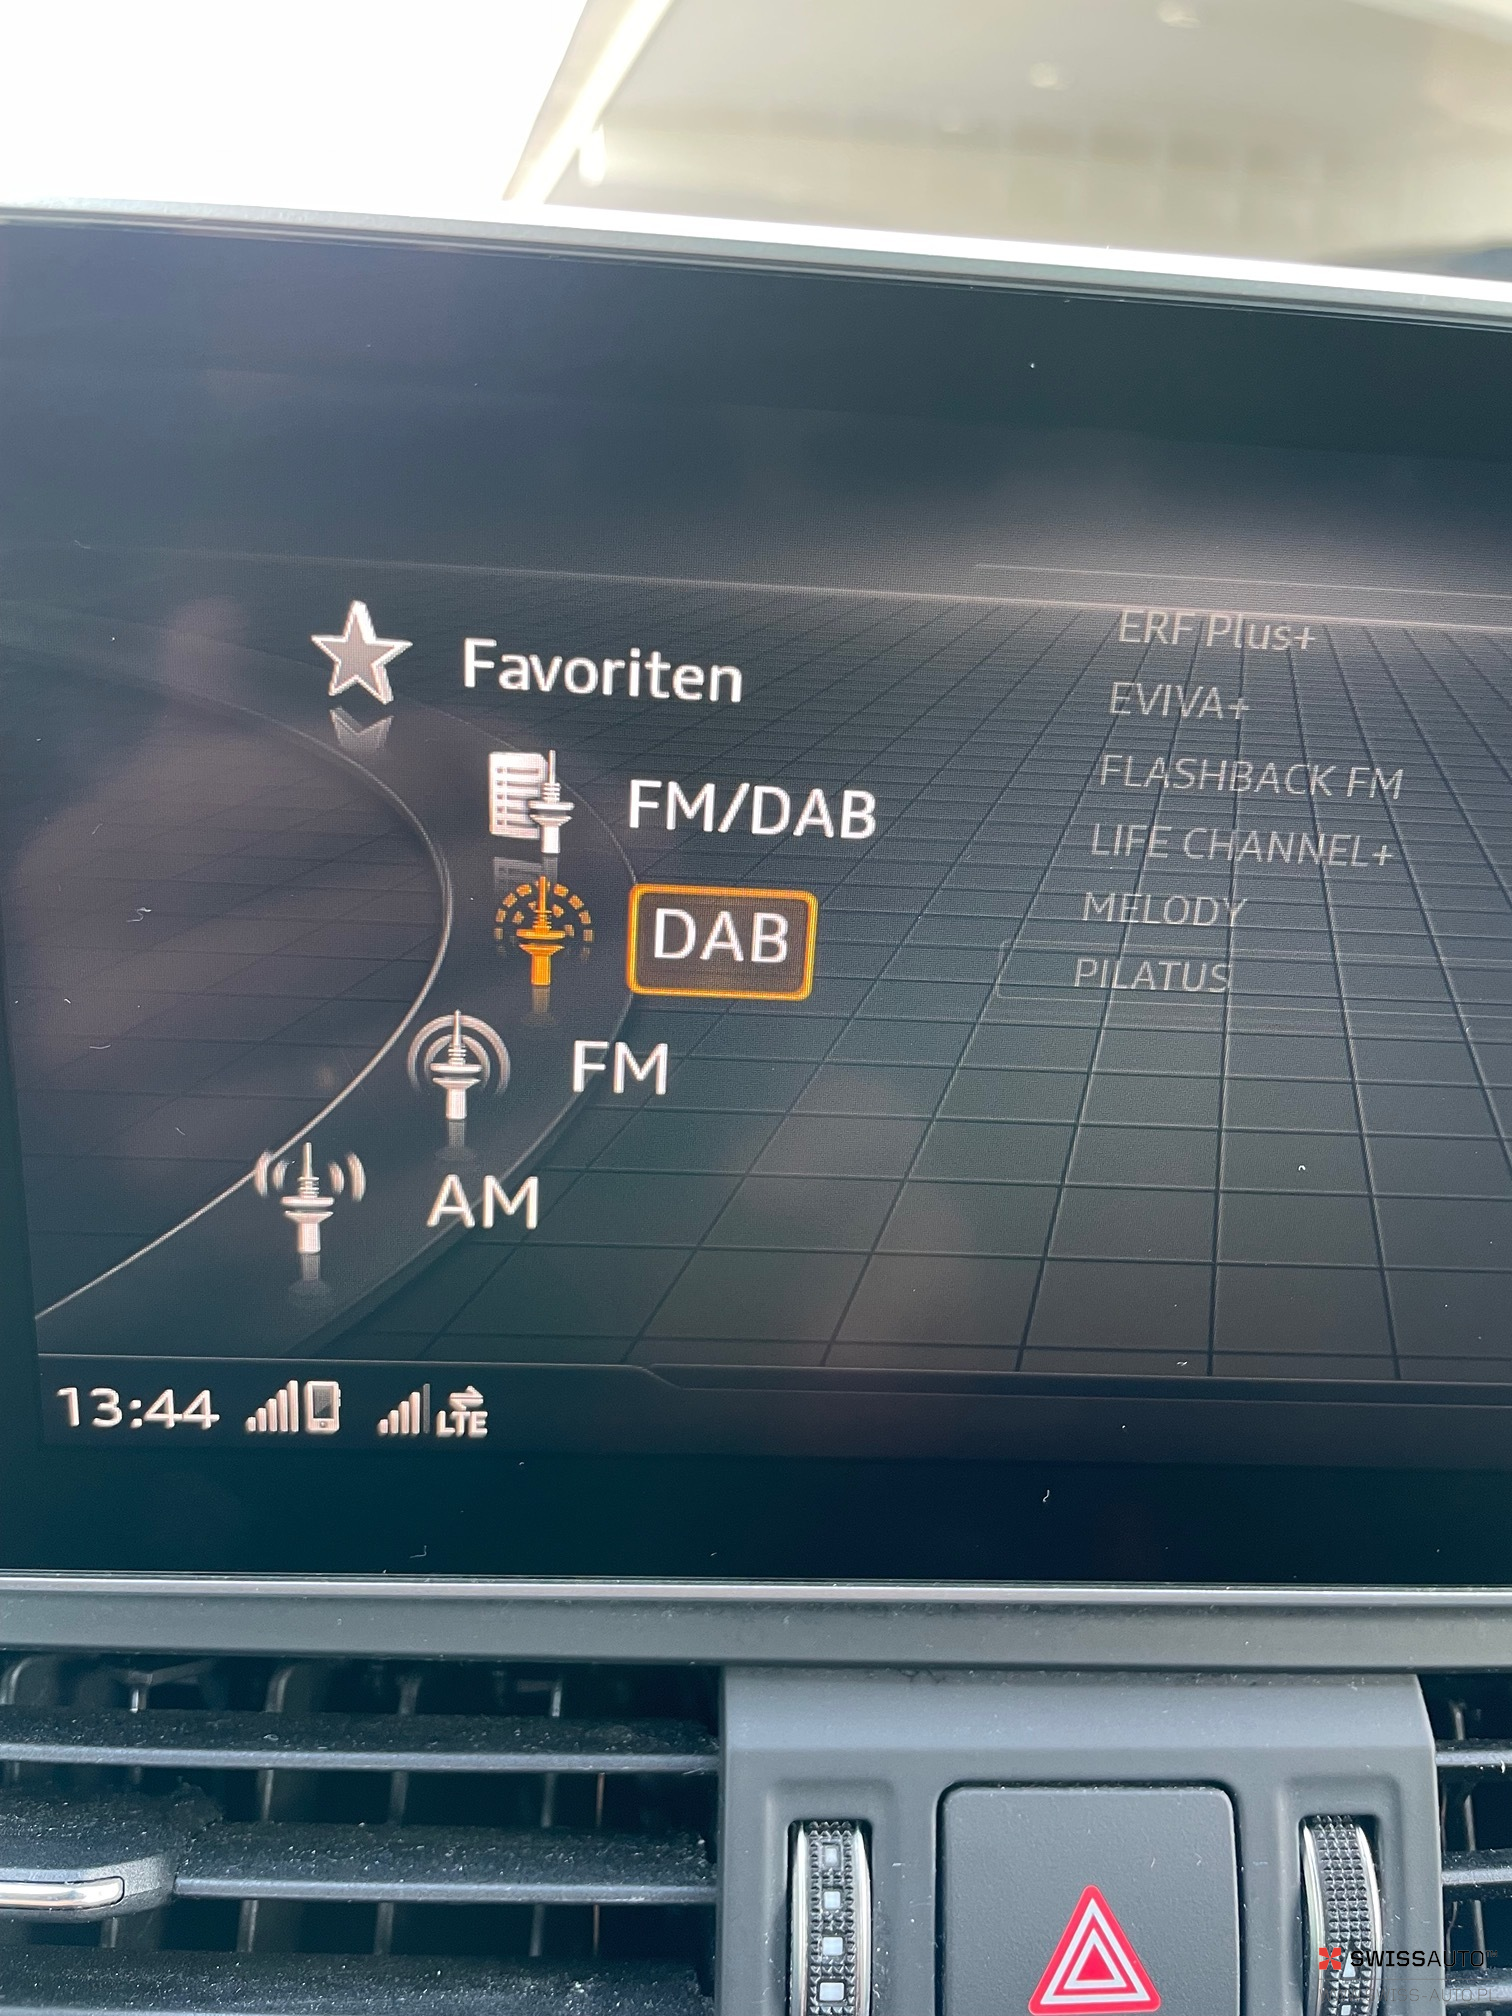 Favoriten
FM/DAB
DAB
FM
AM
ERF Plus+
EVIVA+
FLASHBACK FM
LIFE CHANNEL+
MELODY
PILATUS
13:44
LTE
SWISSAUTO